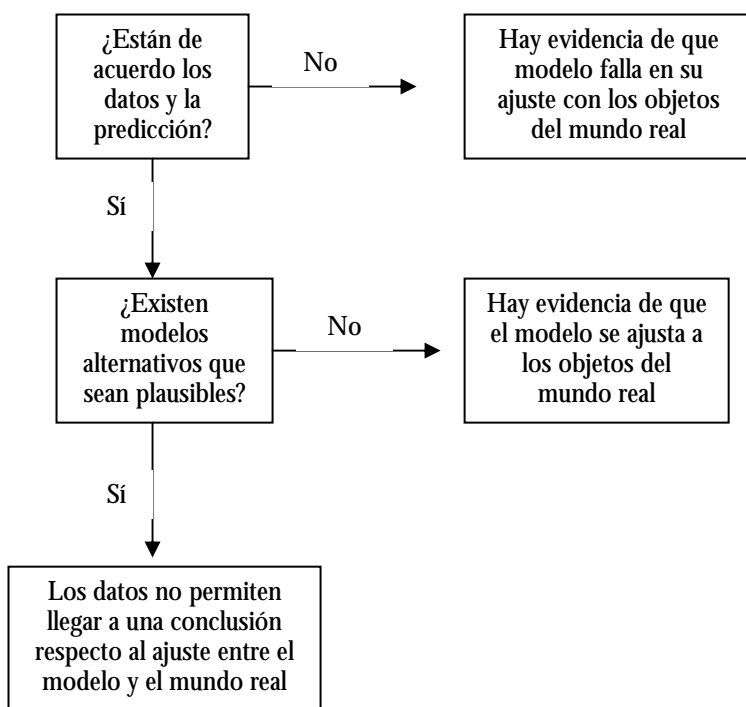 ¿Están de
acuerdo los
datos y la
predicción?
No
Hay evidencia de que
modelo falla en su
ajuste con los objetos
del mundo real
Sí
¿Existen
modelos
alternativos que
sean plausibles?
No
Hay evidencia de que
el modelo se ajusta a
los objetos del
mundo real
Sí
Los datos no permiten
llegar a una conclusión
respecto al ajuste entre el
modelo y el mundo real